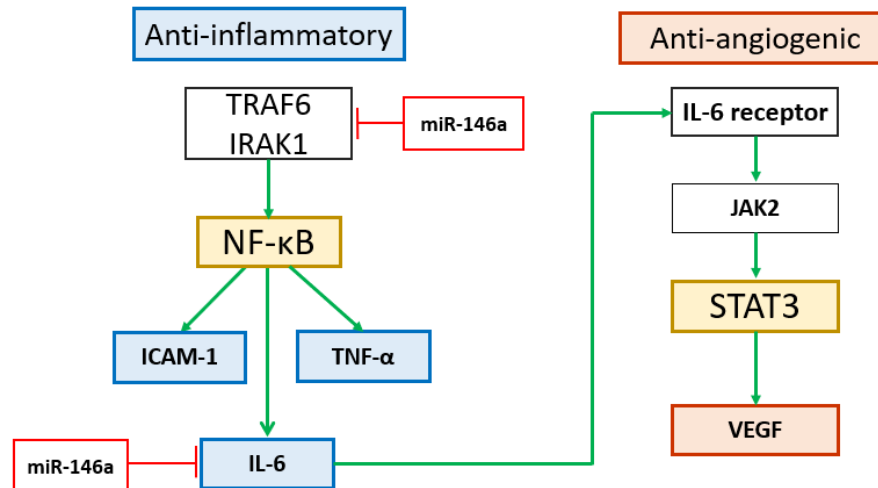 Anti-inflammatory
Anti-angiogenic
TRAF6
IRAK1
miR-146a
IL-6 receptor
JAK2
NF-κB
STAT3
ICAM-1
TNF-α
VEGF
miR-146a
IL-6